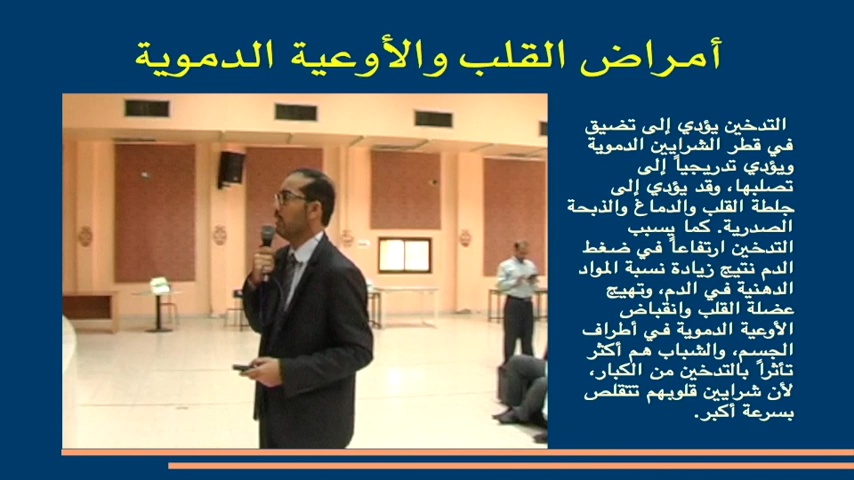 أمراض القلب والأوعية الدموية
التدخين يؤدي إلى تضيق
في قطر الشرايين الدموية
ويؤدي تدريجياً إلى
تصلبها، وقد يؤدي إلى
جلطة القلب والدماغ والذبحة
الصدرية. كما يسبب
التدخين ارتفاعاً في ضغط
الدم نتيج زيادة نسبة المواد
الدهنية في الدم، وتهيج
عضلة القلب وانقباض
الأوعية الدموية في أطراف
الجسم، والشباب هم أكثر
تأثراً بالتدخين من الكبار،
لأن شرايين قلوبهم تتقلص
بسرعة أكبر.